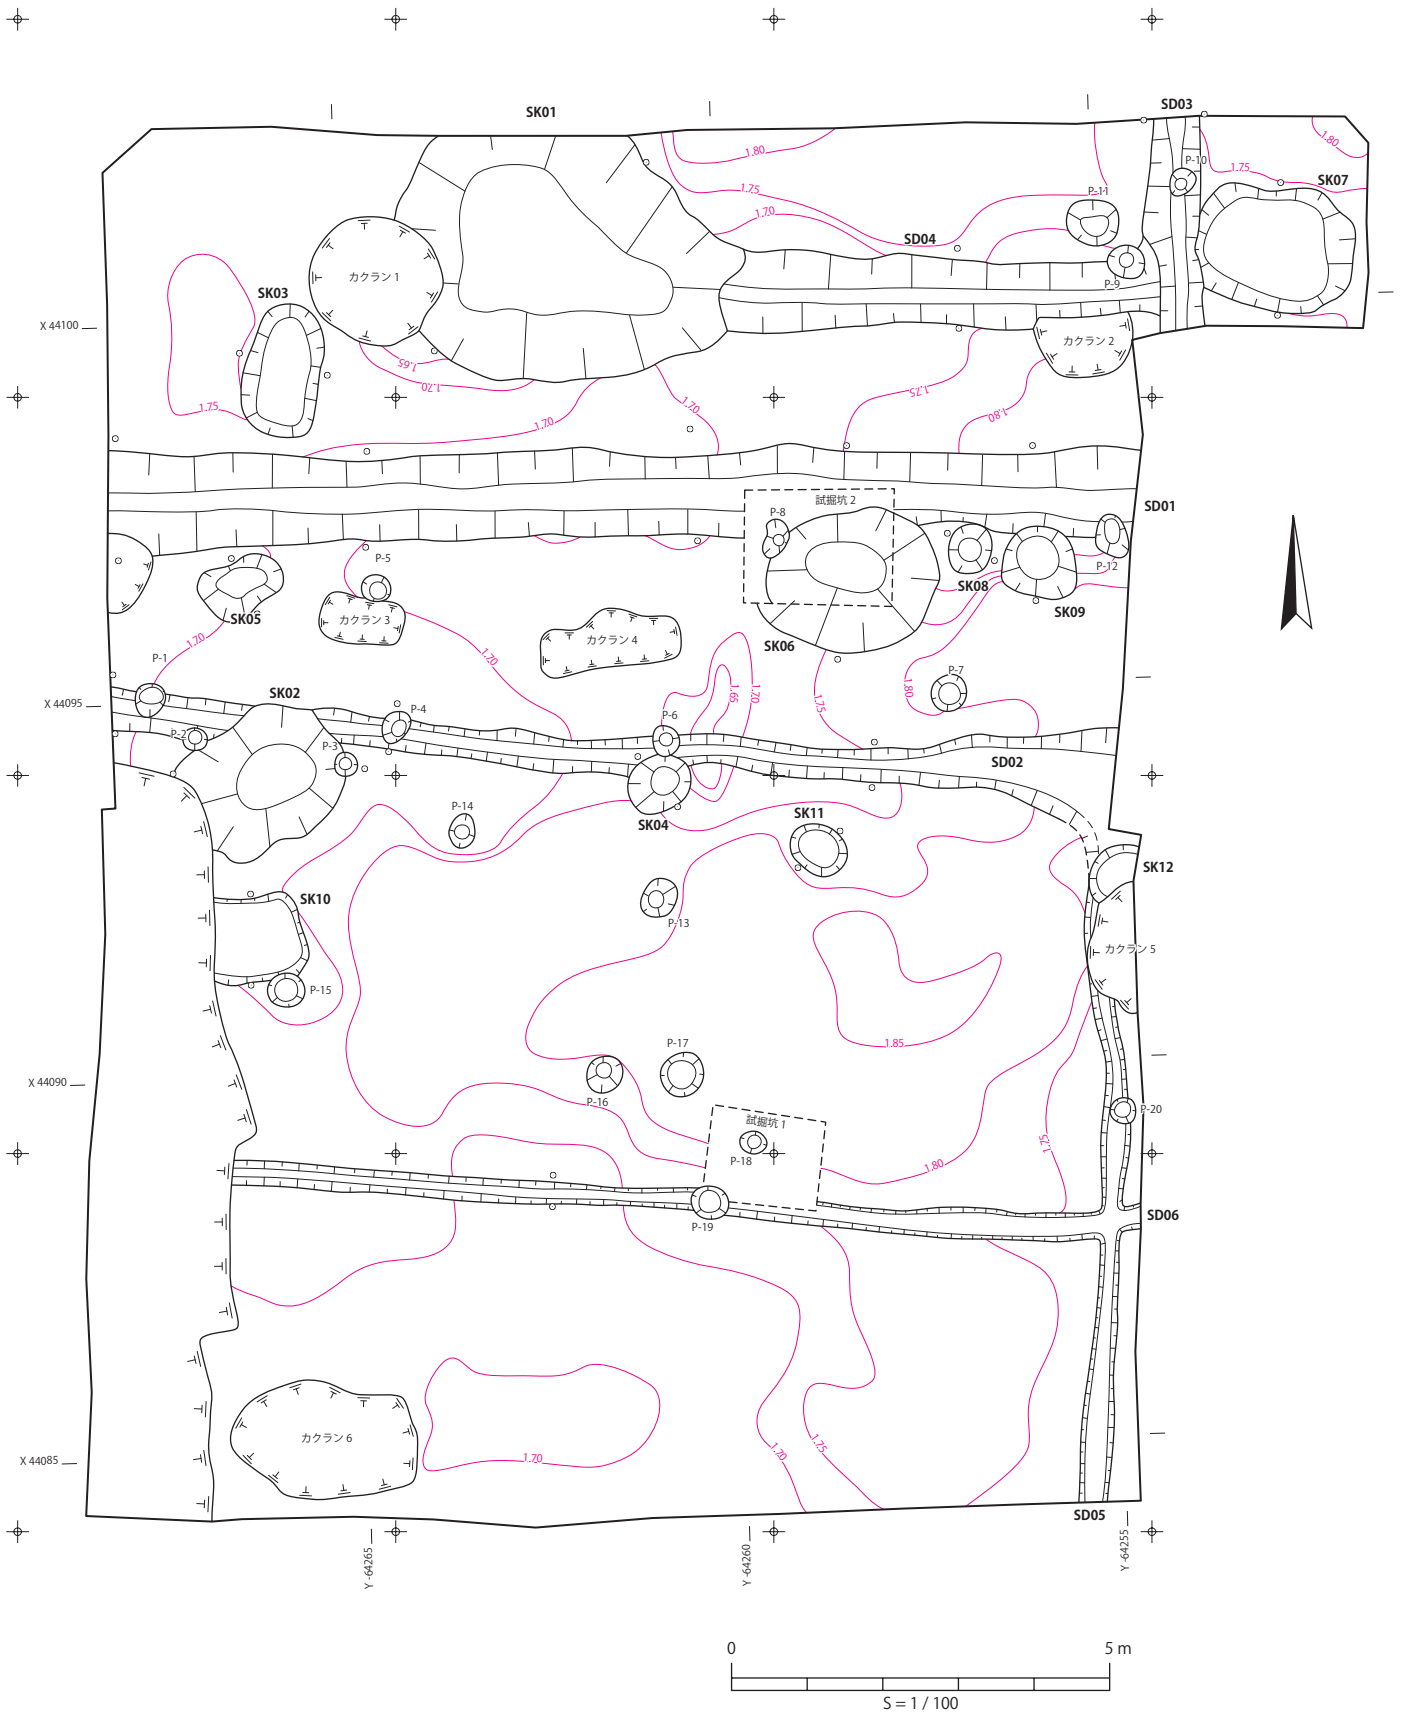 SK01
SD03
1.80
1.80
P-10
1.75
SK07
1.75
P-11
1.70
SD04
カクラン 1
P-9
SK03
X 44100
カクラン 2
1.65
1.70
1.75
1.75
1.70
1.80
1.70
試掘坑 2
SD01
P-8
P-5
P-12
SK08
SK05
カクラン 3
SK09
カクラン 4
1.70
SK06
P-1
1.70
P-7
1.65
1.70
1.80
SK02
X 44095
1.75
P-4
P-6
P-2
P-3
SD02
P-14
SK04
SK11
SK12
SK10
P-13
カクラン 5
P-15
1.85
P-17
X 44090
P-16
P-20
試掘坑 1
1.75
P-18
1.80
SD06
P-19
カクラン 6
1.75
1.70
1.70
X 44085
SD05
Y -64265
Y -64260
Y -64255
0
5 m
S = 1 / 100